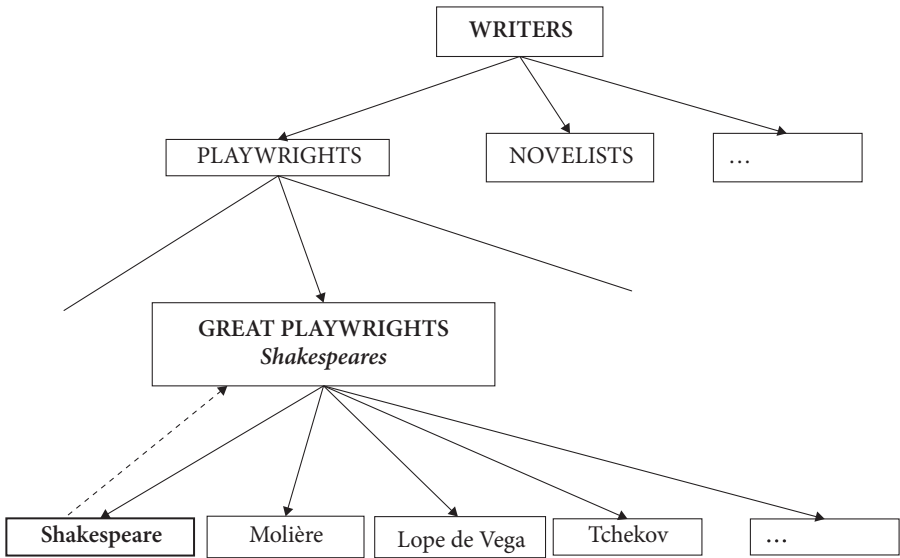 WRITERS
PLAYWRIGHTS
NOVELISTS
...
GREAT PLAYWRIGHTS
Shakespeares
Shakespeare
Molière
Lope de Vega
Tchekov
...